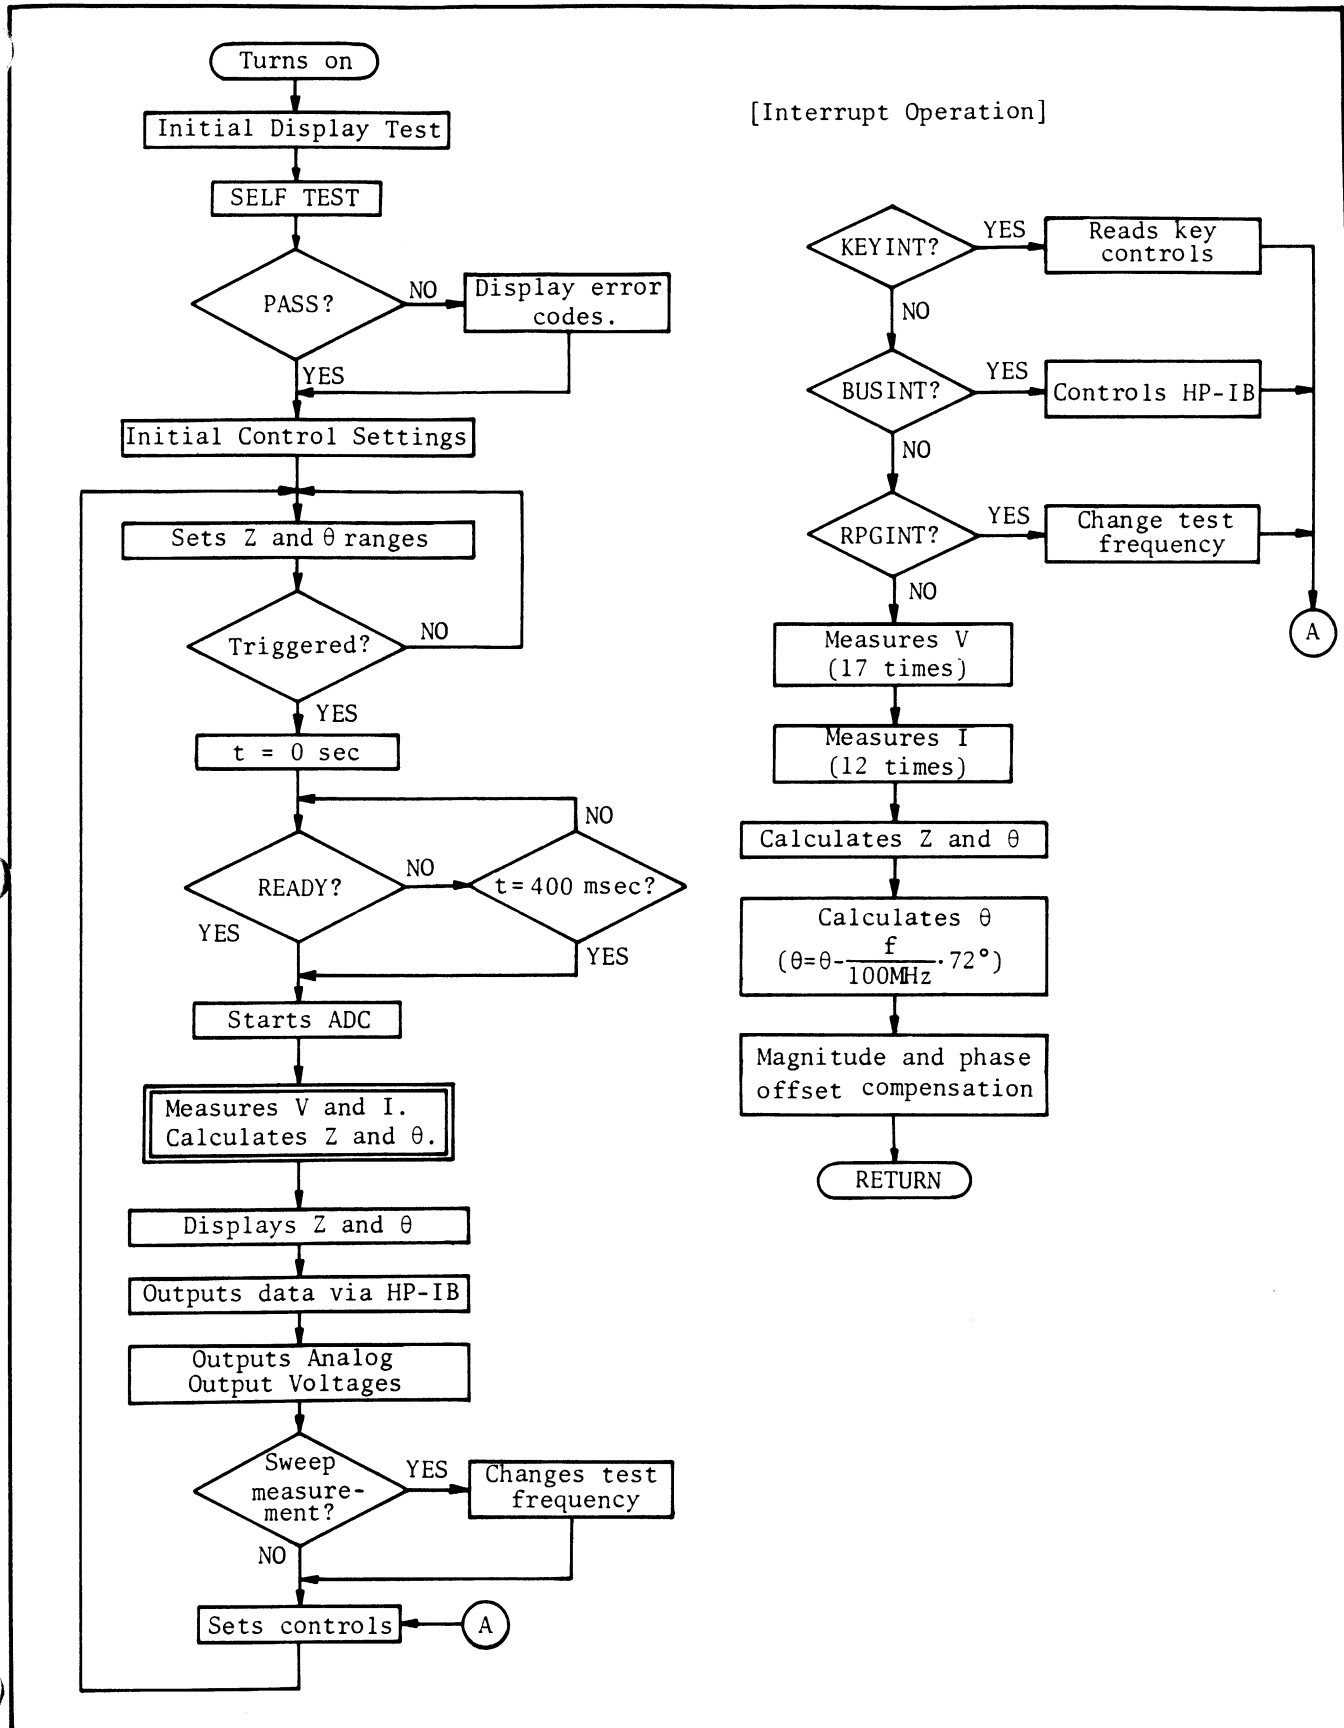 Turns on
Initial Display Test
SELF TEST
PASS?
NO
Display error
codes.
YES
Initial Control Settings
Sets Z and θ ranges
Triggered?
NO
YES
t = 0 sec
NO
READY?
NO
t=400 msec?
YES
YES
Starts ADC
Measures V and I.
Calculates Z and θ.
Displays Z and θ
Outputs data via HP-IB
Outputs Analog
Output Voltages
Sweep
measure-
ment?
YES
Changes test
frequency
NO
Sets controls
A
[Interrupt Operation]
KEYINT?
YES
Reads key
controls
NO
BUSINT?
YES
Controls HP-IB
NO
RPGINT?
YES
Change test
frequency
NO
A
Measures V
(17 times)
Measures I
(12 times)
Calculates Z and θ
Calculates θ
(θ=θ-f/100MHz·72°)
Magnitude and phase
offset compensation
RETURN